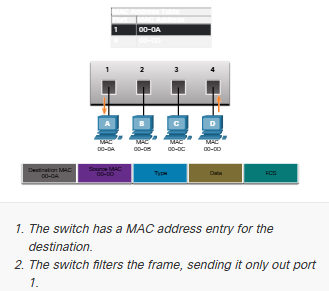 1 00-0A
1 2 3 4
A B C D
MAC MAC MAC MAC
00-0A 00-0B 00-0C 00-0D
Destination MAC Source MAC Type Data FCS
00-0A 00-0D
1. The switch has a MAC address entry for the
destination.
2. The switch filters the frame, sending it only out port
1.